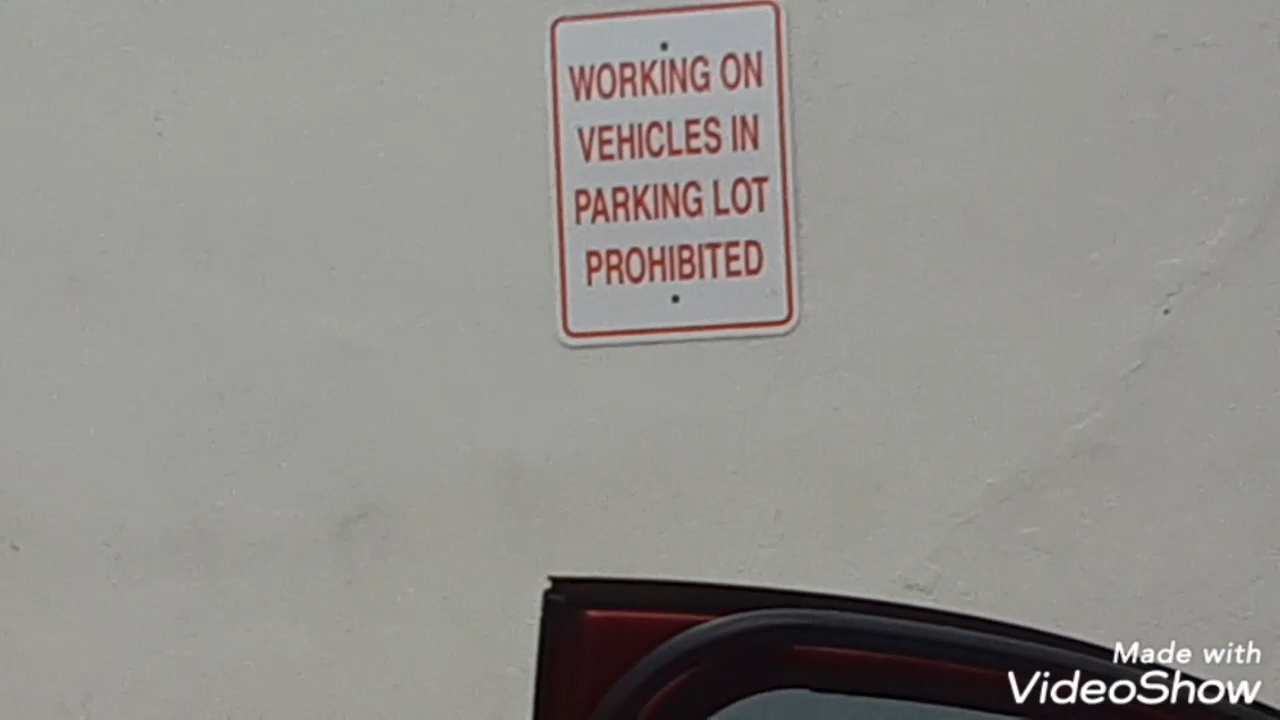 WORKING ON
VEHICLES IN
PARKING LOT
PROHIBITED
Made with
VideoShow